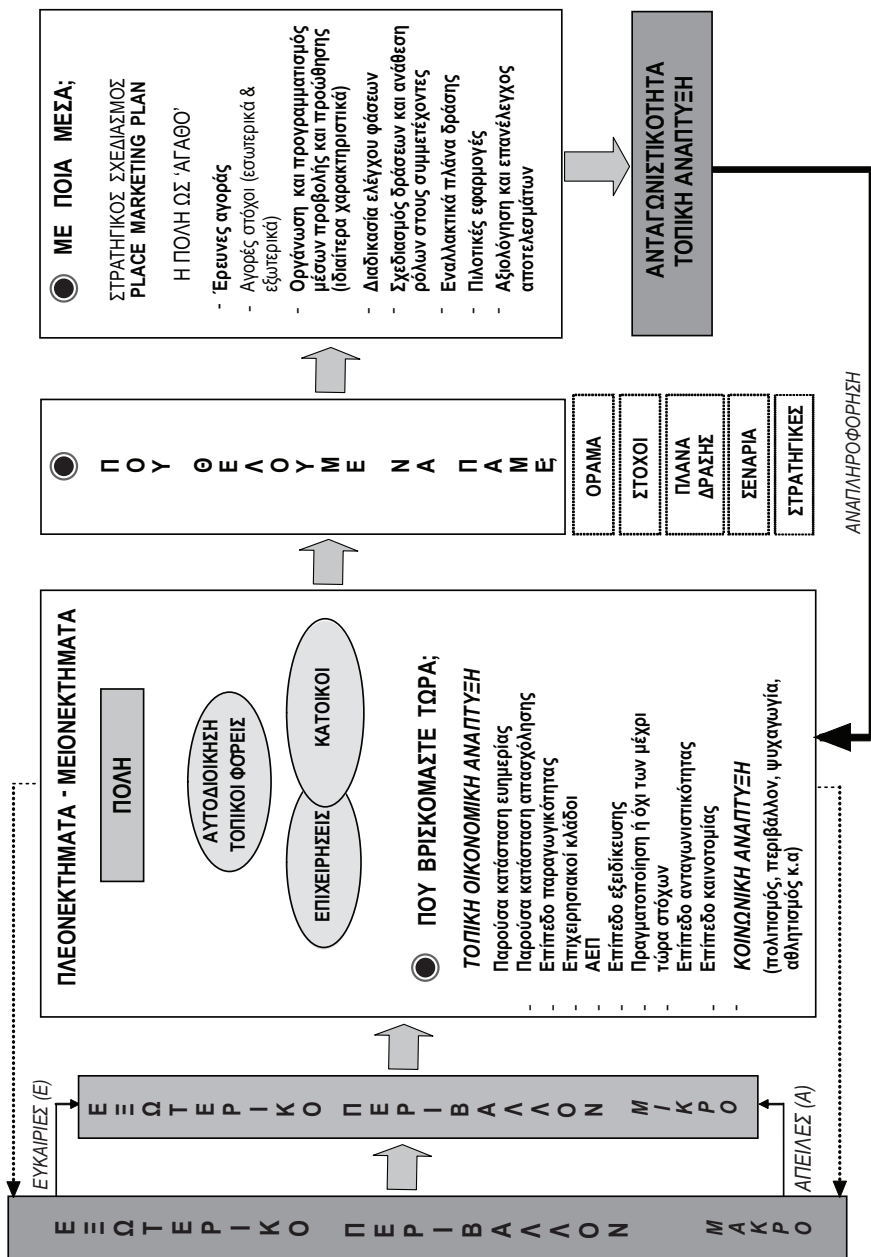 ΕΞΩΤΕΡΙΚΟ ΠΕΡΙΒΑΛΛΟΝ ΜΑΚΡΟ
ΕΥΚΑΙΡΙΕΣ (Ε)
ΑΠΕΙΛΕΣ (Α)
ΕΞΩΤΕΡΙΚΟ ΠΕΡΙΒΑΛΛΟΝ ΜΙΚΡΟ
ΠΛΕΟΝΕΚΤΗΜΑΤΑ - ΜΕΙΟΝΕΚΤΗΜΑΤΑ
ΠΟΛΗ
ΑΥΤΟΔΙΟΙΚΗΣΗ
ΤΟΠΙΚΟΙ ΦΟΡΕΙΣ
ΕΠΙΧΕΙΡΗΣΕΙΣ
ΚΑΤΟΙΚΟΙ
ΠΟΥ ΒΡΙΣΚΟΜΑΣΤΕ ΤΩΡΑ;
ΤΟΠΙΚΗ ΟΙΚΟΝΟΜΙΚΗ ΑΝΑΠΤΥΞΗ
Παρούσα κατάσταση ευημερίας
Παρούσα κατάσταση απασχόλησης
- Επίπεδο παραγωγικότητας
- Επιχειρησιακοί κλάδοι
- ΑΕΠ
- Επίπεδο εξειδίκευσης
- Πραγματοποίηση ή όχι των μέχρι
τώρα στόχων
- Επίπεδο ανταγωνιστικότητας
- Επίπεδο καινοτομίας
- ΚΟΙΝΩΝΙΚΗ ΑΝΑΠΤΥΞΗ
(πολιτισμός, περιβάλλον, ψυχαγωγία,
αθλητισμός κ.α)
ΠΟΥ ΘΕΛΟΥΜΕ ΝΑ ΠΑΜΕ;
ΟΡΑΜΑ
ΣΤΟΧΟΙ
ΠΛΑΝΑ
ΔΡΑΣΗΣ
ΣΕΝΑΡΙΑ
ΣΤΡΑΤΗΓΙΚΕΣ
ΜΕ ΠΟΙΑ ΜΕΣΑ;
ΣΤΡΑΤΗΓΙΚΟΣ ΣΧΕΔΙΑΣΜΟΣ
PLACE MARKETING PLAN
Η ΠΟΛΗ ΩΣ 'ΑΓΑΘΟ'
- Έρευνες αγοράς
- Αγορές στόχοι (εσωτερικά &
εξωτερικά)
- Οργάνωση και προγραμματισμός
μέσων προβολής και προώθησης
(ιδιαίτερα χαρακτηριστικά)
- Διαδικασία ελέγχου φάσεων
- Σχεδιασμός δράσεων και ανάθεση
ρόλων στους συμμετέχοντες
- Εναλλακτικά πλάνα δράσης
- Πιλοτικές εφαρμογές
- Αξιολόγηση και επανέλεγχος
αποτελεσμάτων
ΑΝΤΑΓΩΝΙΣΤΙΚΟΤΗΤΑ
ΤΟΠΙΚΗ ΑΝΑΠΤΥΞΗ
ΑΝΑΠΛΗΡΟΦΟΡΗΣΗ